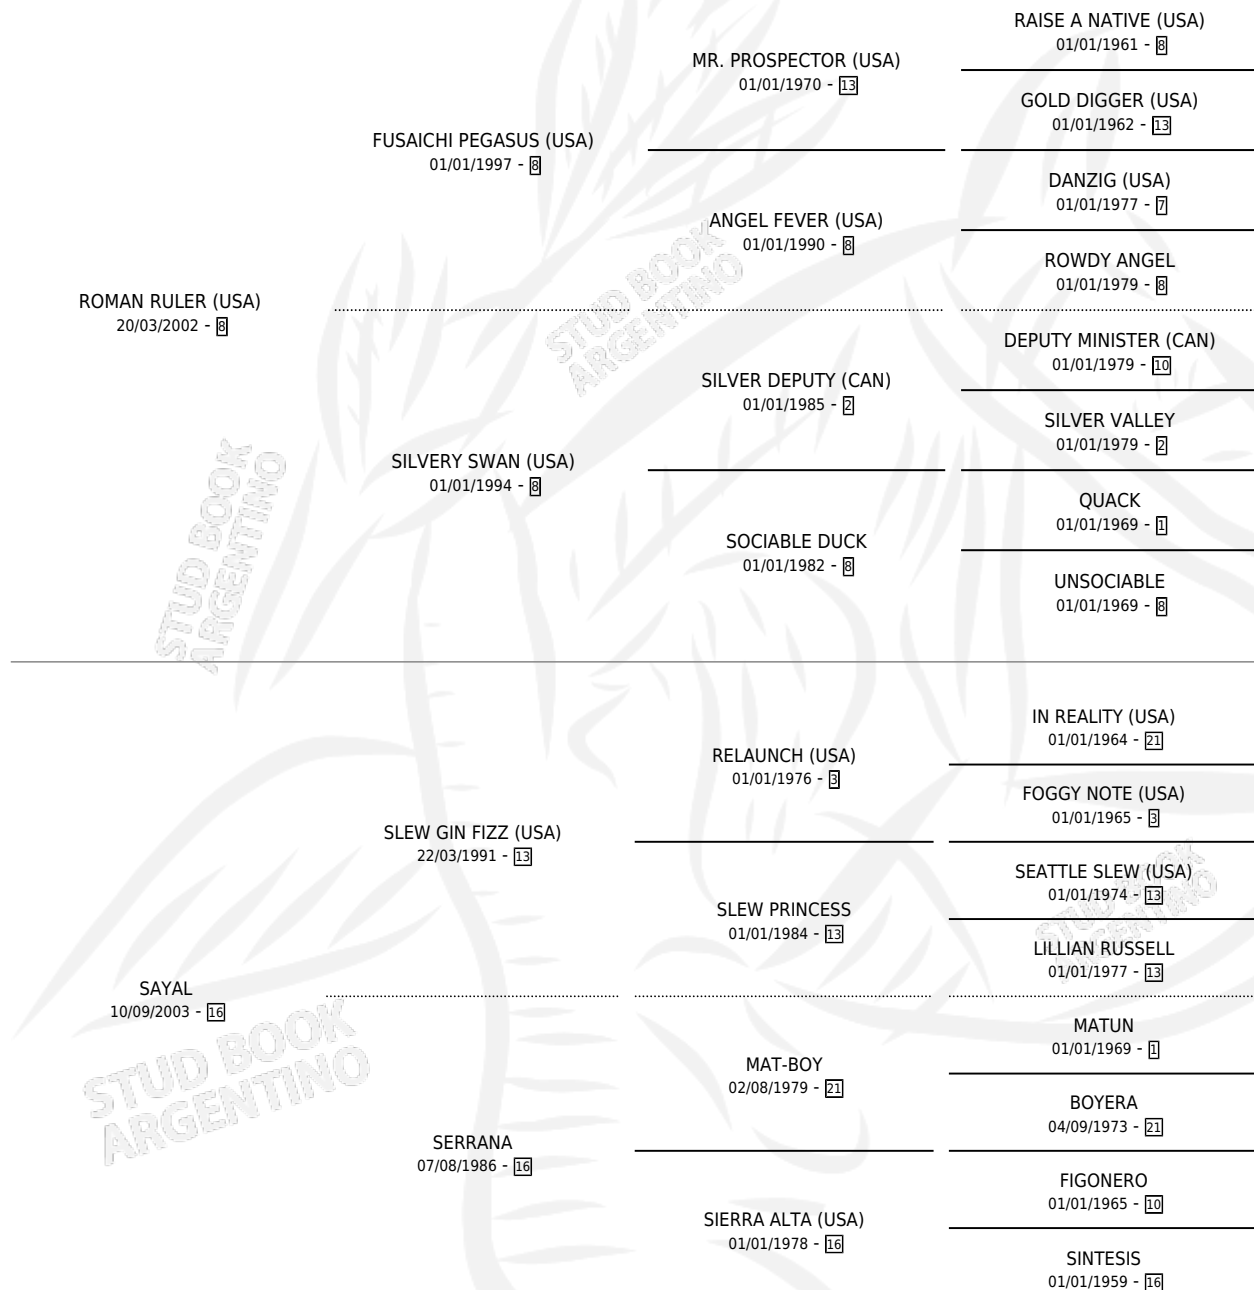 RAISE A NATIVE (USA)
01/01/1961 - 8
MR. PROSPECTOR (USA)
01/01/1970 - 13
GOLD DIGGER (USA)
01/01/1962 - 13
FUSAICHI PEGASUS (USA)
01/01/1997 - 8
DANZIG (USA)
01/01/1977 - 7
ANGEL FEVER (USA)
01/01/1990 - 8
ROWDY ANGEL
01/01/1979 - 8
ROMAN RULER (USA)
20/03/2002 - 8
DEPUTY MINISTER (CAN)
01/01/1979 - 10
SILVER DEPUTY (CAN)
01/01/1985 - 2
SILVER VALLEY
01/01/1979 - 2
SILVERY SWAN (USA)
01/01/1994 - 8
QUACK
01/01/1969 - 1
SOCIABLE DUCK
01/01/1982 - 8
UNSOCIABLE
01/01/1969 - 8
STUD BOOK
ARGENTINO
STUD BOOK
ARGENTINO
IN REALITY (USA)
01/01/1964 - 21
RELAUNCH (USA)
01/01/1976 - 3
FOGGY NOTE (USA)
01/01/1965 - 3
SLEW GIN FIZZ (USA)
22/03/1991 - 13
SEATTLE SLEW (USA)
01/01/1974 - 13
SLEW PRINCESS
01/01/1984 - 13
LILLIAN RUSSELL
01/01/1977 - 13
SAYAL
10/09/2003 - 16
MATUN
01/01/1969 - 1
MAT-BOY
02/08/1979 - 21
BOYERA
04/09/1973 - 21
SERRANA
07/08/1986 - 16
FIGONERO
01/01/1965 - 10
SIERRA ALTA (USA)
01/01/1978 - 16
SINTESIS
01/01/1959 - 16
STUD BOOK
ARGENTINO
STUD BOOK
ARGENTINO